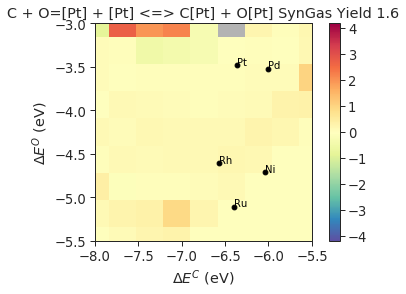 C + O=[Pt] + [Pt] <=> C[Pt] + O[Pt] SynGas Yield 1.6
−3.0
−3.5
−4.0
−4.5
−5.0
−5.5
ΔE^O (eV)
Pt
Pd
Rh
Ni
Ru
−8.0 −7.5 −7.0 −6.5 −6.0 −5.5
ΔE^C (eV)
4
3
2
1
0
−1
−2
−3
−4